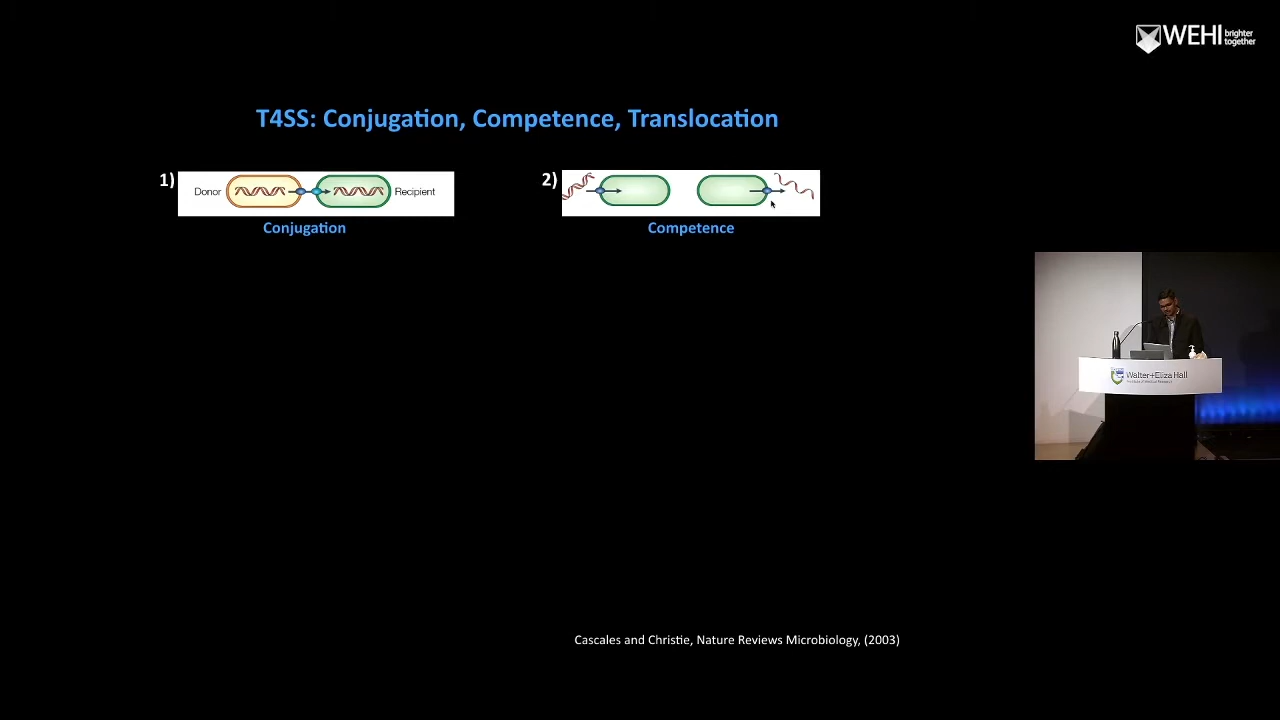 WEHI brighter together
T4SS: Conjugation, Competence, Translocation
1)
Donor
Recipient
Conjugation
2)
Competence
Walter+Eliza Hall
Cascales and Christie, Nature Reviews Microbiology, (2003)